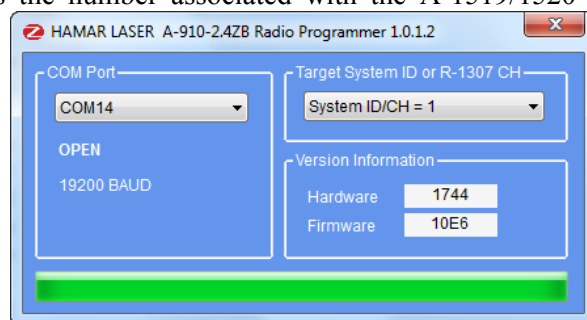 the number associated with the A-1519/1520
HAMAR LASER A-910-2.4ZB Radio Programmer 1.0.1.2
COM Port
COM14
OPEN
19200 BAUD
Target System ID or R-1307 CH
System ID/CH = 1
Version Information
Hardware 1744
Firmware 10E6